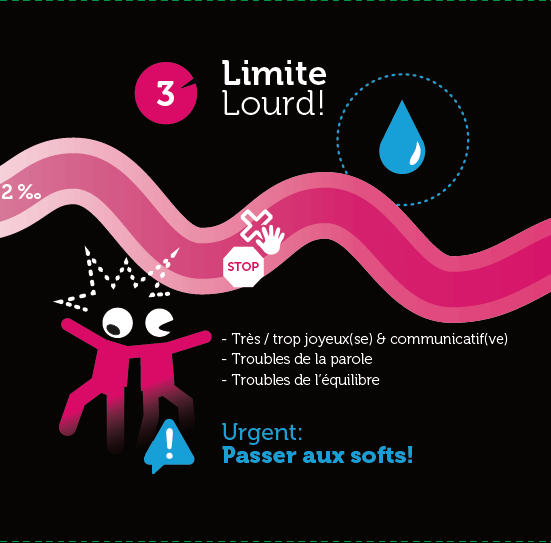 3
Limite
Lourd!
2 ‰
STOP
- Très / trop joyeux(se) & communicatif(ve)
- Troubles de la parole
- Troubles de l'équilibre
!
Urgent:
Passer aux softs!